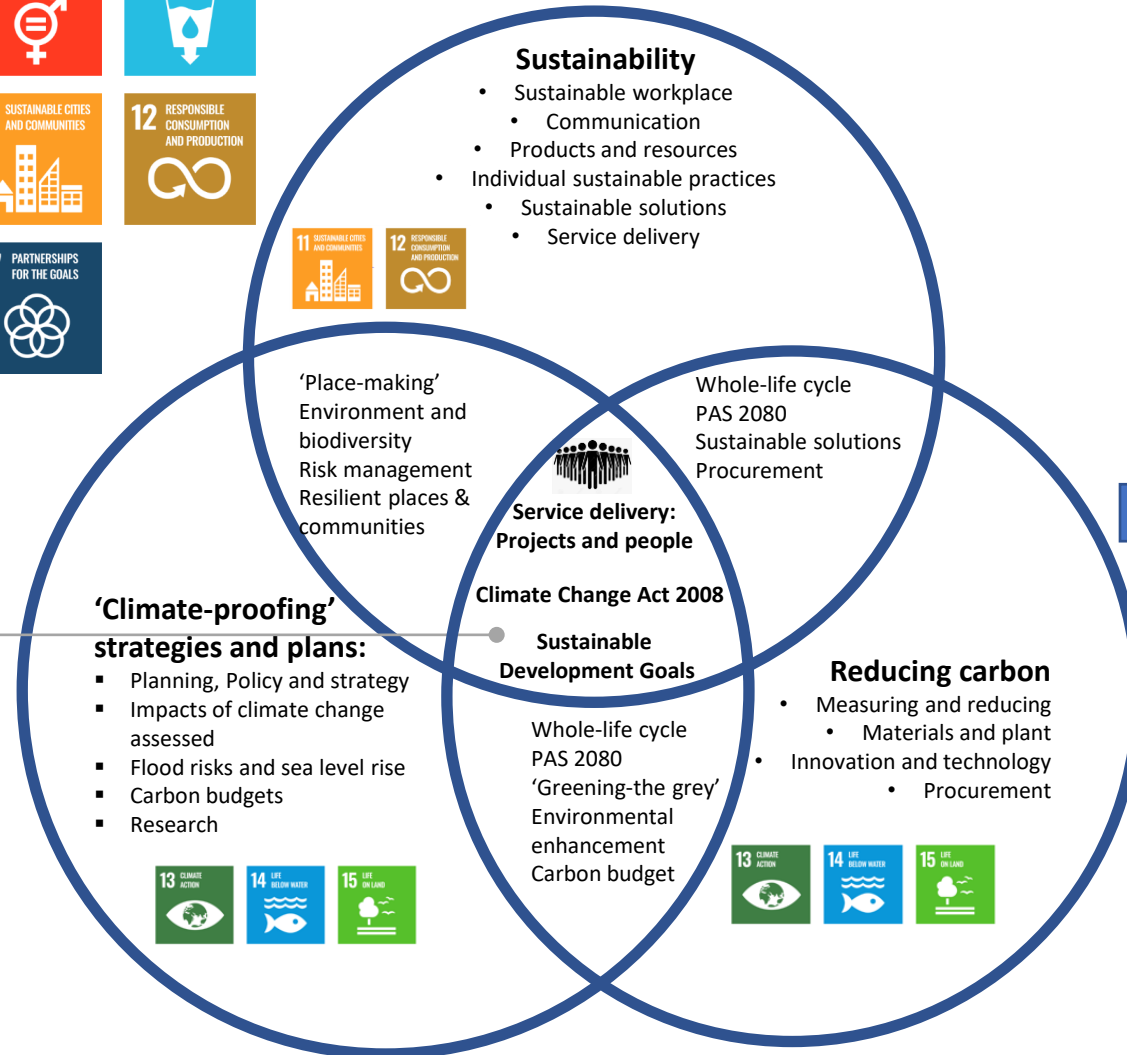 SUSTAINABLE CITIES
AND COMMUNITIES
12 RESPONSIBLE
CONSUMPTION
AND PRODUCTION
PARTNERSHIPS
FOR THE GOALS
Sustainability
• Sustainable workplace
• Communication
• Products and resources
• Individual sustainable practices
• Sustainable solutions
• Service delivery
11 SUSTAINABLE CITIES
AND COMMUNITIES
12 RESPONSIBLE
CONSUMPTION
AND PRODUCTION
‘Place-making’
Environment and
biodiversity
Risk management
Resilient places &
communities
Whole-life cycle
PAS 2080
Sustainable solutions
Procurement
Service delivery:
Projects and people
Climate Change Act 2008
Sustainable
Development Goals
‘Climate-proofing’
strategies and plans:
▪ Planning, Policy and strategy
▪ Impacts of climate change
assessed
▪ Flood risks and sea level rise
▪ Carbon budgets
▪ Research
13 CLIMATE
ACTION
14 LIFE
BELOW WATER
15 LIFE
ON LAND
Whole-life cycle
PAS 2080
‘Greening-the grey’
Environmental
enhancement
Carbon budget
Reducing carbon
• Measuring and reducing
• Materials and plant
• Innovation and technology
• Procurement
13 CLIMATE
ACTION
14 LIFE
BELOW WATER
15 LIFE
ON LAND